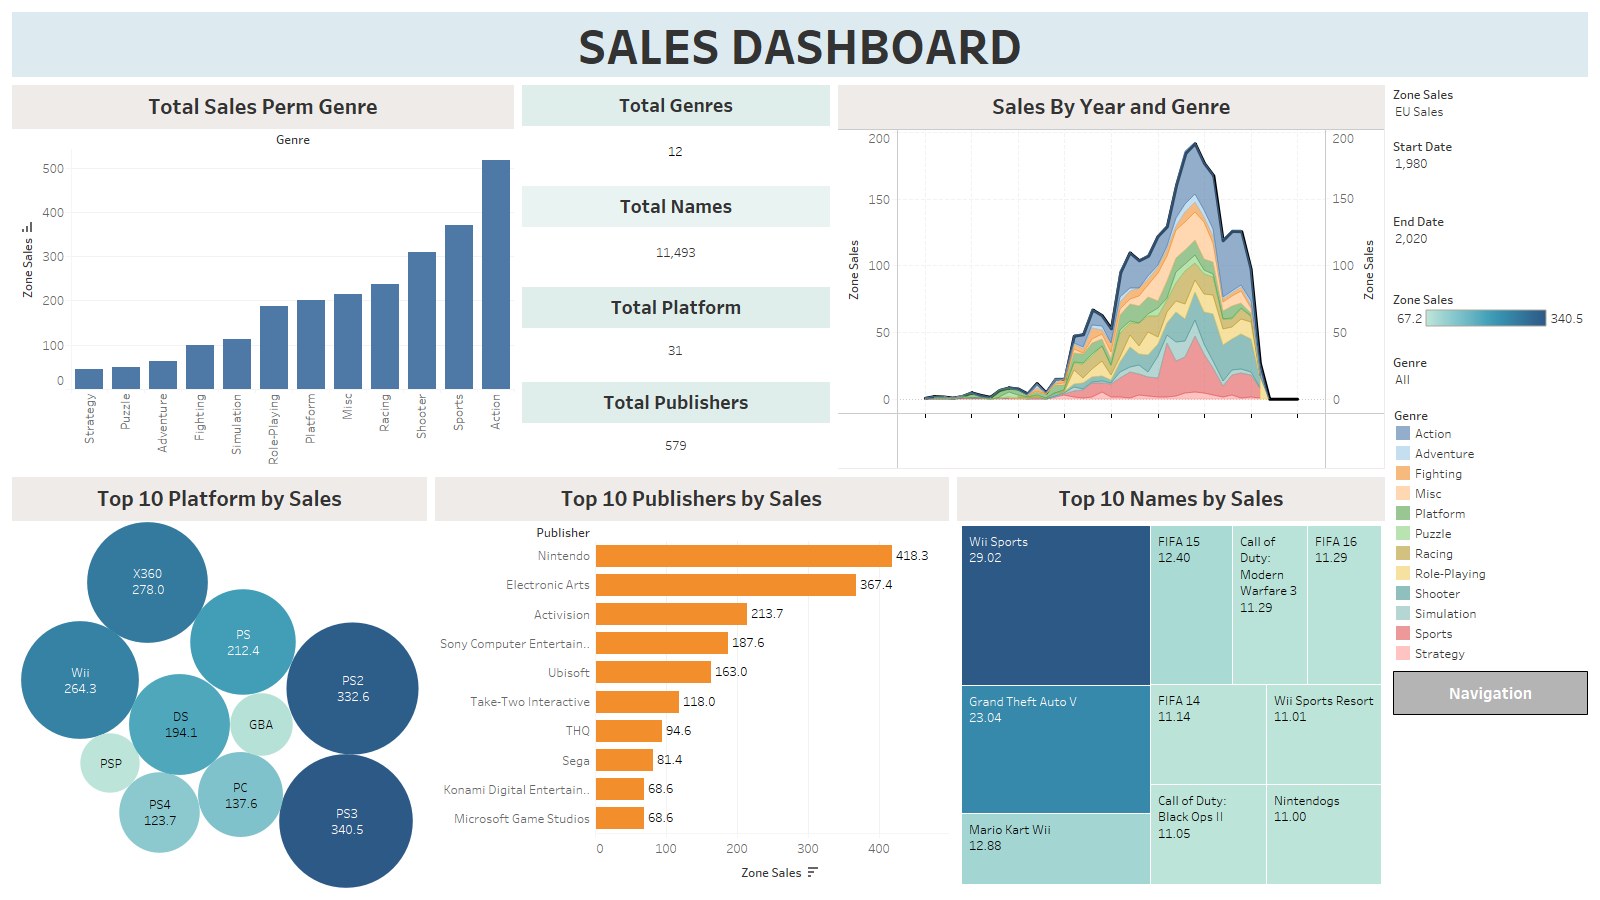 SALES DASHBOARD
Total Sales Perm Genre
Genre
Zone Sales
500
400
300
200
100
0
Strategy
Puzzle
Adventure
Fighting
Simulation
Role-Playing
Platform
Misc
Racing
Shooter
Sports
Action
Total Genres
12
Total Names
11,493
Total Platform
31
Total Publishers
579
Sales By Year and Genre
Zone Sales
200
150
100
50
0
200
150
100
50
0
Zone Sales
Zone Sales
EU Sales
Start Date
1,980
End Date
2,020
Zone Sales
67.2
340.5
Genre
All
Genre
Action
Adventure
Fighting
Misc
Platform
Puzzle
Racing
Role-Playing
Shooter
Simulation
Sports
Strategy
Navigation
Top 10 Platform by Sales
X360
278.0
PS
212.4
Wii
264.3
PS2
332.6
DS
194.1
GBA
PSP
PC
137.6
PS4
123.7
PS3
340.5
Top 10 Publishers by Sales
Publisher
Nintendo 418.3
Electronic Arts 367.4
Activision 213.7
Sony Computer Entertain.. 187.6
Ubisoft 163.0
Take-Two Interactive 118.0
THQ 94.6
Sega 81.4
Konami Digital Entertain.. 68.6
Microsoft Game Studios 68.6
0 100 200 300 400
Zone Sales
Top 10 Names by Sales
Wii Sports
29.02
Grand Theft Auto V
23.04
Mario Kart Wii
12.88
FIFA 15
12.40
Call of
Duty:
Modern
Warfare 3
11.29
FIFA 16
11.29
FIFA 14
11.14
Wii Sports Resort
11.01
Call of Duty:
Black Ops II
11.05
Nintendogs
11.00